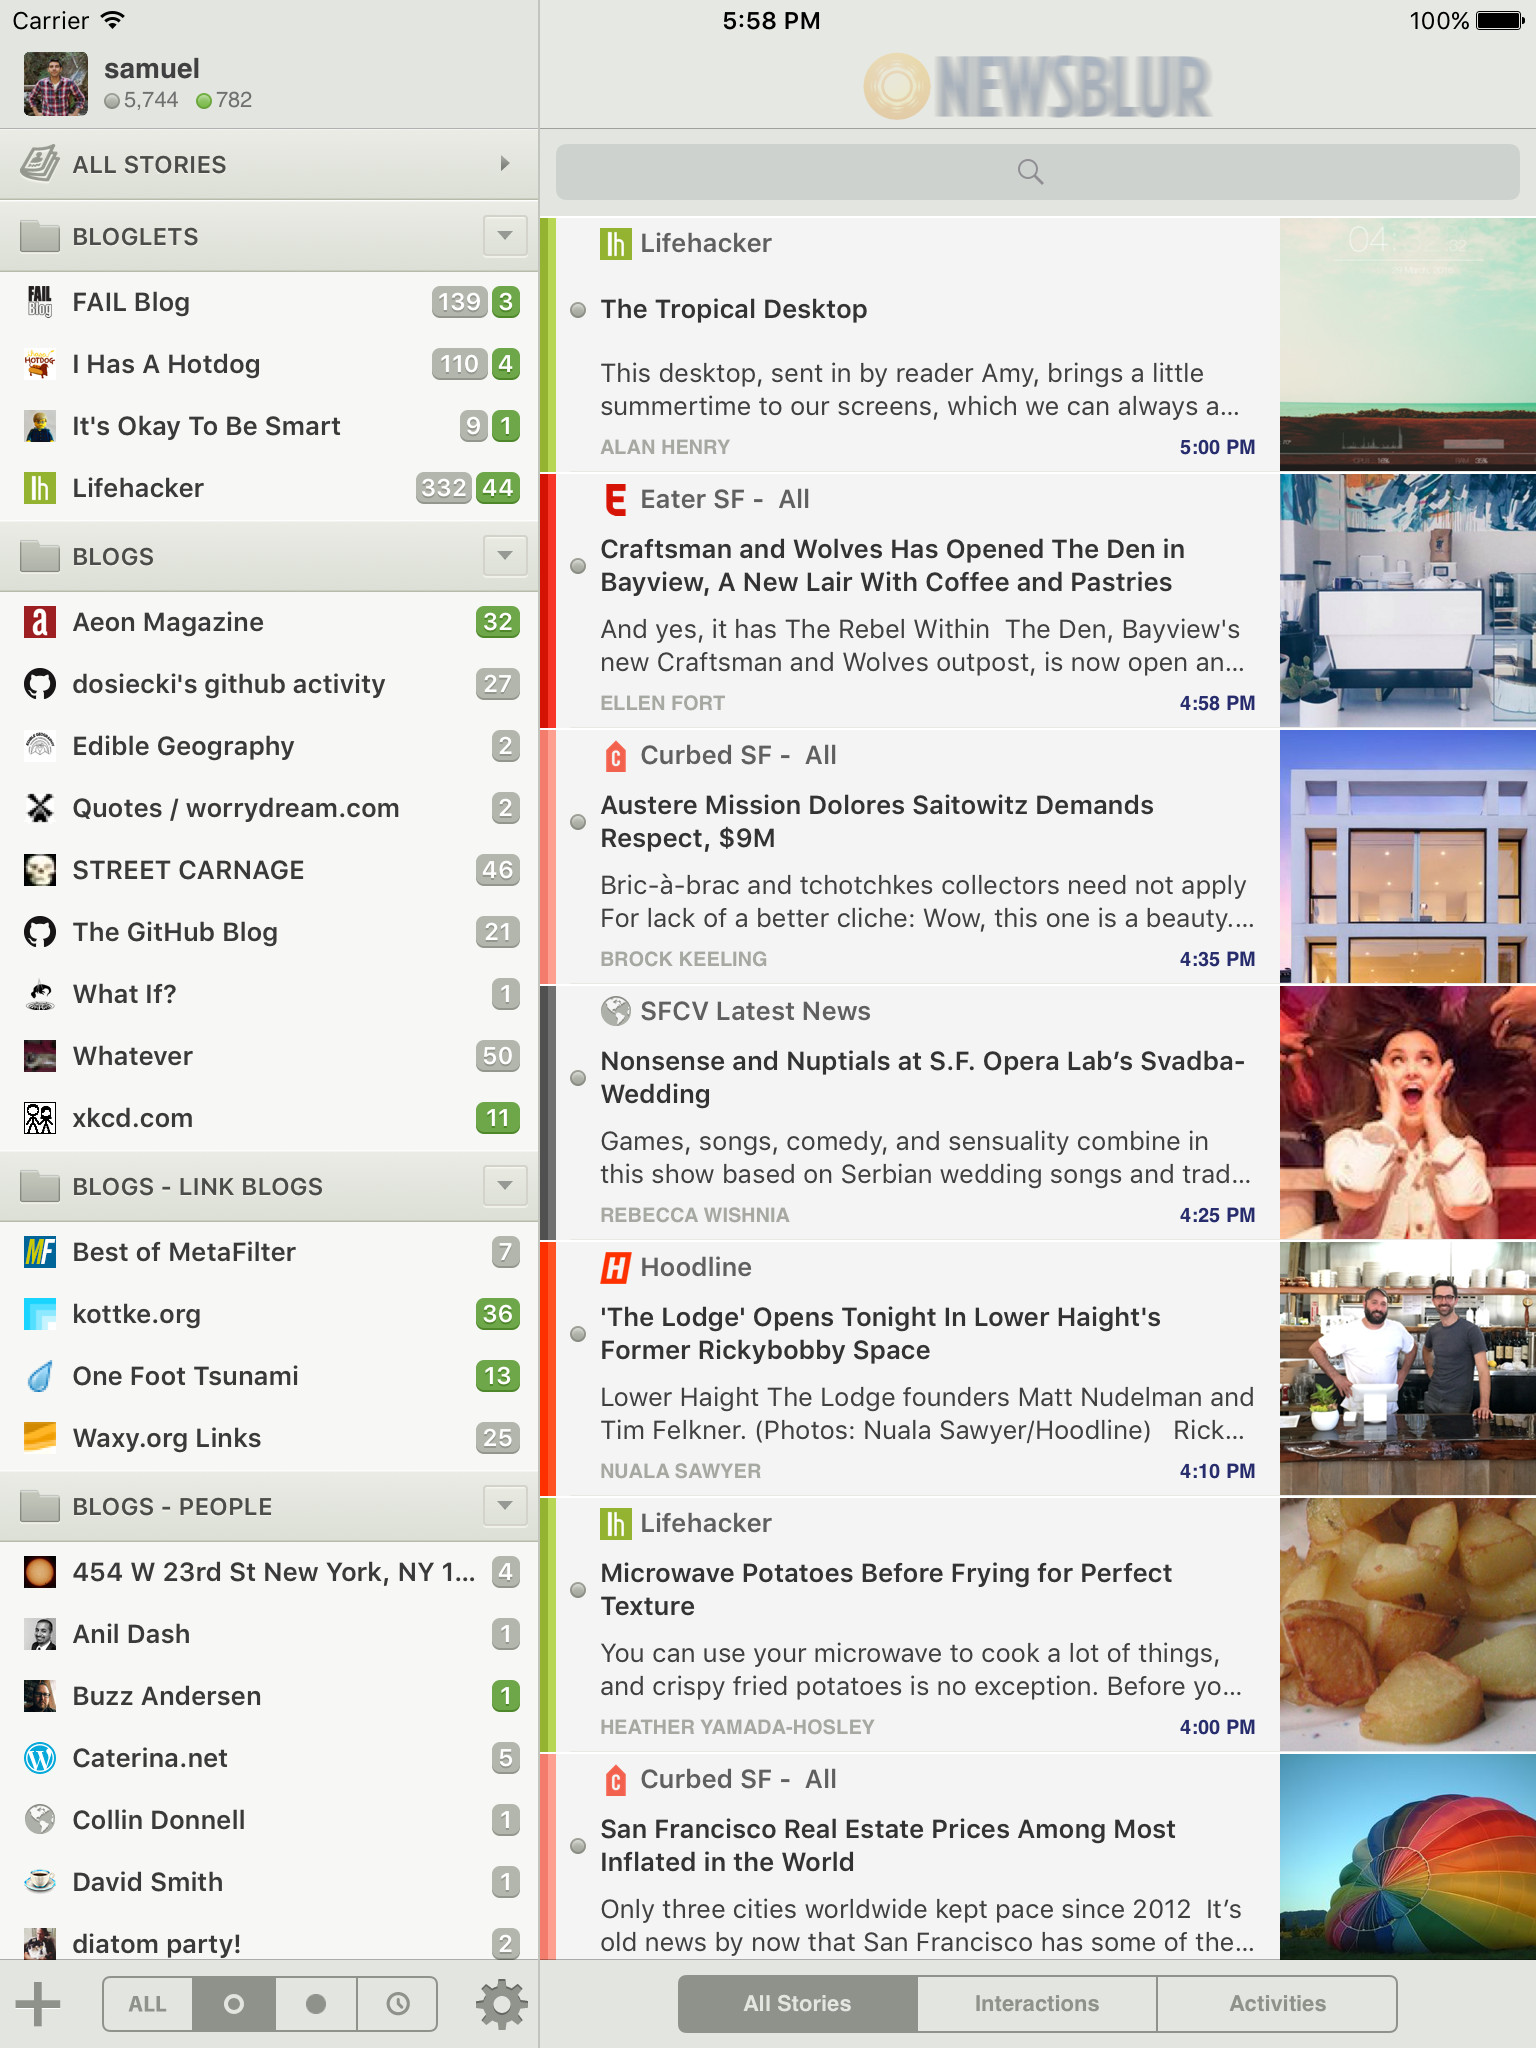 Carrier
5:58 PM
100%
samuel
5,744
782
NEWSBLUR
ALL STORIES
BLOGLETS
FAIL Blog
139 3
I Has A Hotdog
110 4
It's Okay To Be Smart
9 1
Lifehacker
332 44
BLOGS
Aeon Magazine
32
dosiecki's github activity
27
Edible Geography
2
Quotes / worrydream.com
2
STREET CARNAGE
46
The GitHub Blog
21
What If?
1
Whatever
50
xkcd.com
11
BLOGS - LINK BLOGS
Best of MetaFilter
7
kottke.org
36
One Foot Tsunami
13
Waxy.org Links
25
BLOGS - PEOPLE
454 W 23rd St New York, NY 1...
4
Anil Dash
1
Buzz Andersen
1
Caterina.net
5
Collin Donnell
1
David Smith
1
diatom party!
2
ALL
Lifehacker
The Tropical Desktop
This desktop, sent in by reader Amy, brings a little
summertime to our screens, which we can always a...
ALAN HENRY
5:00 PM
Eater SF - All
Craftsman and Wolves Has Opened The Den in
Bayview, A New Lair With Coffee and Pastries
And yes, it has The Rebel Within The Den, Bayview's
new Craftsman and Wolves outpost, is now open an...
ELLEN FORT
4:58 PM
Curbed SF - All
Austere Mission Dolores Saitowitz Demands
Respect, $9M
Bric-à-brac and tchotchkes collectors need not apply
For lack of a better cliche: Wow, this one is a beauty....
BROCK KEELING
4:35 PM
SFCV Latest News
Nonsense and Nuptials at S.F. Opera Lab’s Svadba-
Wedding
Games, songs, comedy, and sensuality combine in
this show based on Serbian wedding songs and trad...
REBECCA WISHNIA
4:25 PM
Hoodline
'The Lodge' Opens Tonight In Lower Haight's
Former Rickybobby Space
Lower Haight The Lodge founders Matt Nudelman and
Tim Felkner. (Photos: Nuala Sawyer/Hoodline) Rick...
NUALA SAWYER
4:10 PM
Lifehacker
Microwave Potatoes Before Frying for Perfect
Texture
You can use your microwave to cook a lot of things,
and crispy fried potatoes is no exception. Before yo...
HEATHER YAMADA-HOSLEY
4:00 PM
Curbed SF - All
San Francisco Real Estate Prices Among Most
Inflated in the World
Only three cities worldwide kept pace since 2012 It’s
old news by now that San Francisco has some of the...
All Stories
Interactions
Activities